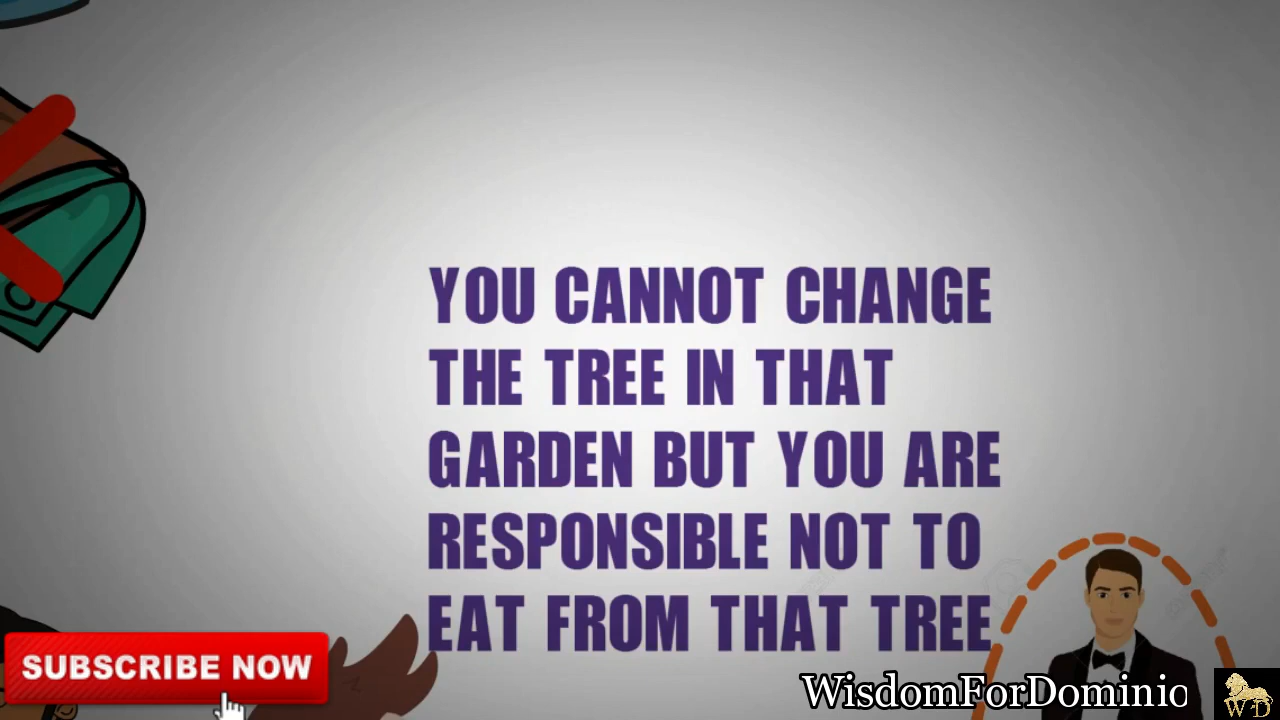 YOU CANNOT CHANGE
THE TREE IN THAT
GARDEN BUT YOU ARE
RESPONSIBLE NOT TO
EAT FROM THAT TREE
SUBSCRIBE NOW
WisdomForDominio
W D